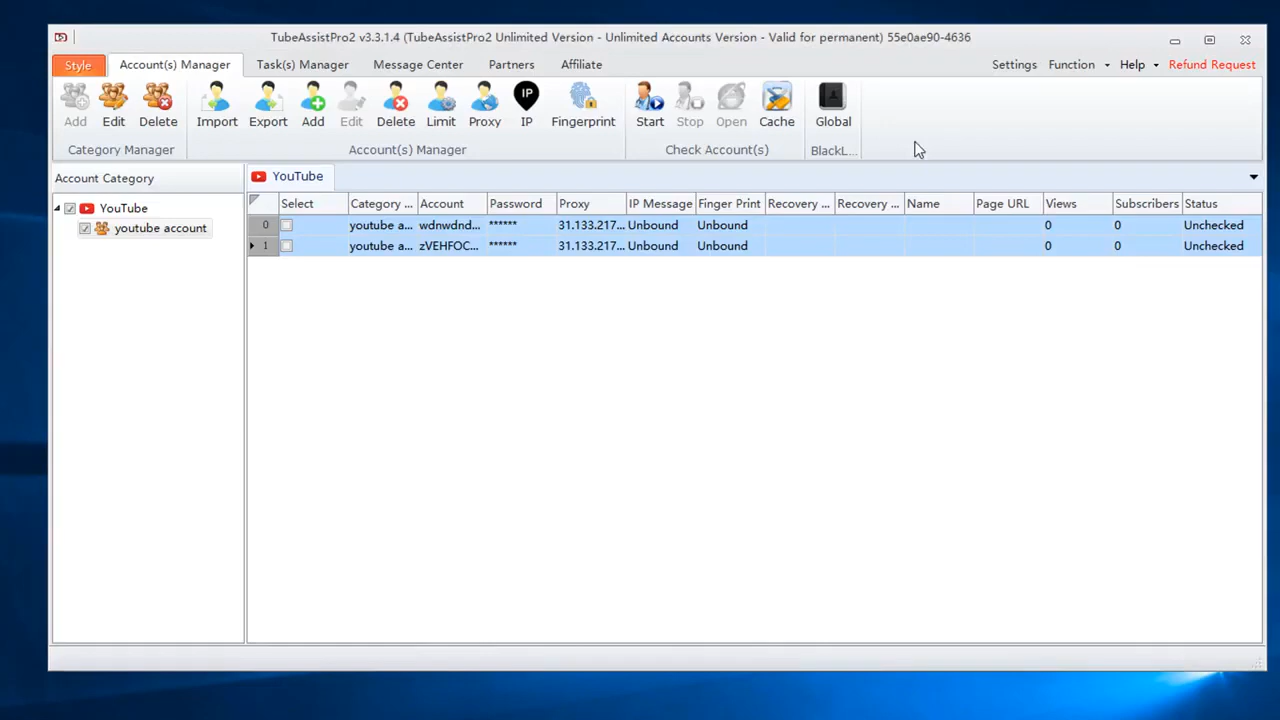 TubeAssistPro2 v3.3.1.4 (TubeAssistPro2 Unlimited Version - Unlimited Accounts Version - Valid for permanent) 55e0ae90-4636
Style Account(s) Manager Task(s) Manager Message Center Partners Affiliate Settings Function Help Refund Request
IP
Add Edit Delete Import Export Add Edit Delete Limit Proxy IP Fingerprint Start Stop Open Cache Global
Category Manager Account(s) Manager Check Account(s) BlackL...
Account Category YouTube
Select Category ... Account Password Proxy IP Message Finger Print Recovery ... Recovery ... Name Page URL Views Subscribers Status
YouTube
0 youtube a... wdnwdnd... ****** 31.133.217... Unbound Unbound 0 0 Unchecked
youtube account
1 youtube a... zVEHFOC... ****** 31.133.217... Unbound Unbound 0 0 Unchecked